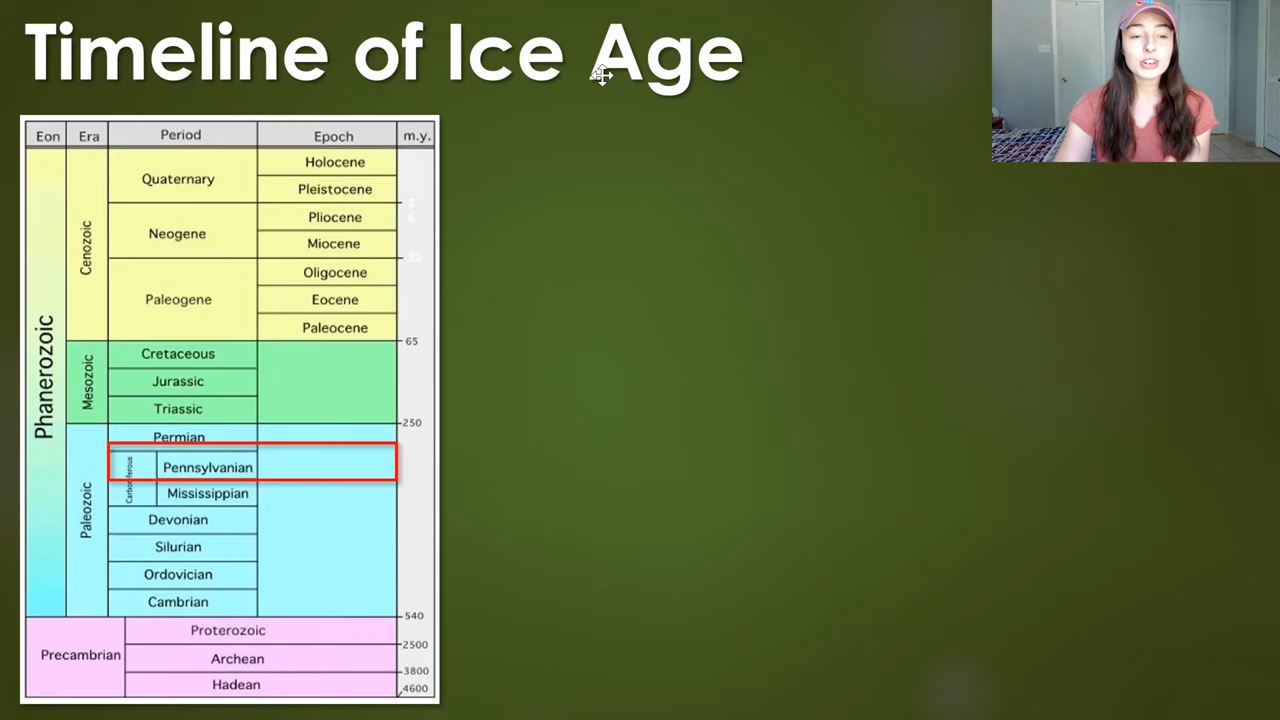 Timeline of Ice Age
Eon Era Period Epoch m.y.
Phanerozoic
Cenozoic
Quaternary
Holocene
Pleistocene
Neogene
Pliocene
Miocene
23
Paleogene
Oligocene
Eocene
Paleocene
65
Mesozoic
Cretaceous
Jurassic
Triassic
250
Paleozoic
Permian
Carboniferous
Pennsylvanian
Mississippian
Devonian
Silurian
Ordovician
Cambrian
540
Precambrian
Proterozoic
2500
Archean
3800
Hadean
4600